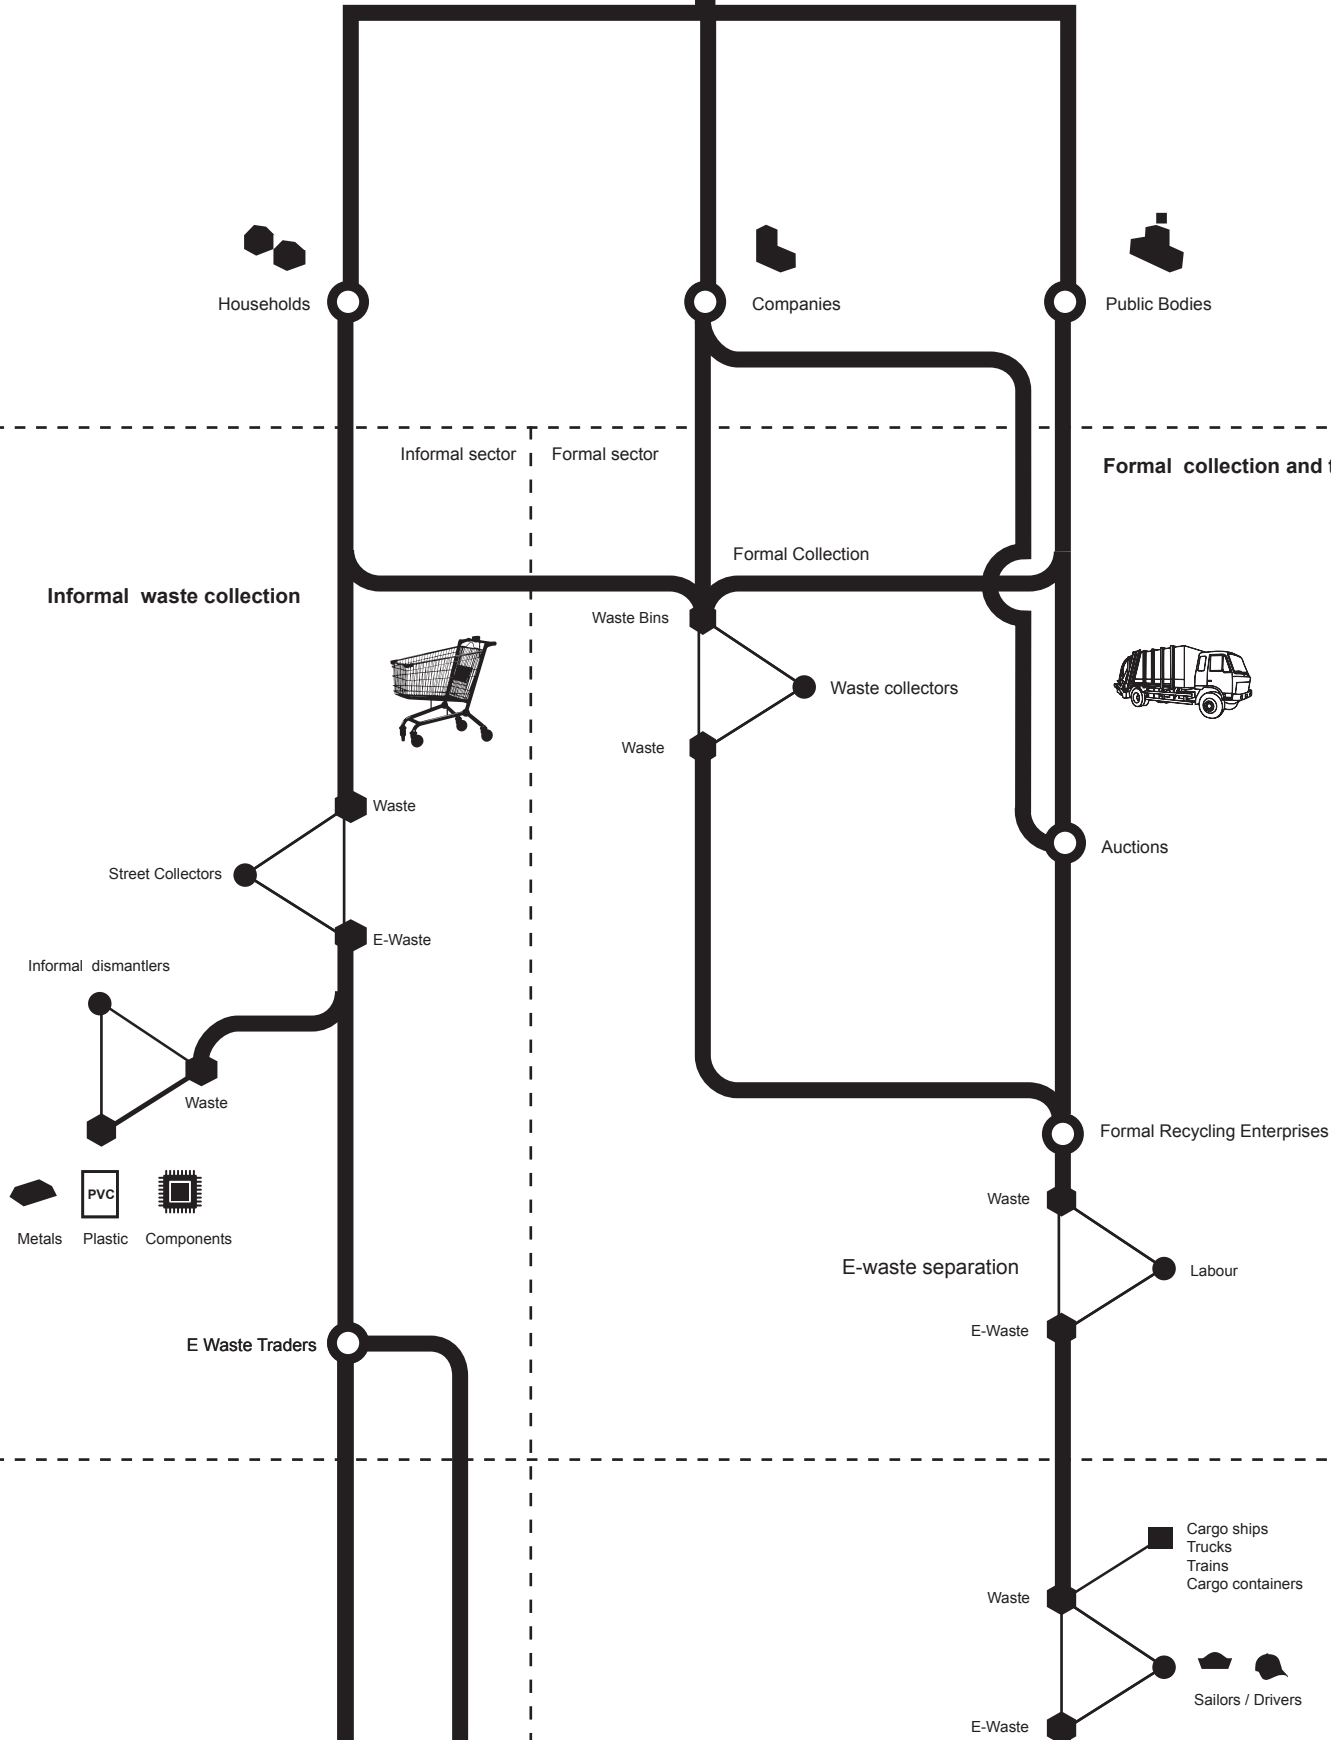 Households
Companies
Public Bodies
Informal sector
Formal sector
Formal collection and t
Formal Collection
Informal waste collection
Waste Bins
Waste collectors
Waste
Waste
Auctions
Street Collectors
E-Waste
Informal dismantlers
Waste
Formal Recycling Enterprises
PVC
Waste
Metals
Plastic
Components
E-waste separation
Labour
E-Waste
E Waste Traders
Cargo ships
Trucks
Trains
Cargo containers
Waste
Sailors / Drivers
E-Waste